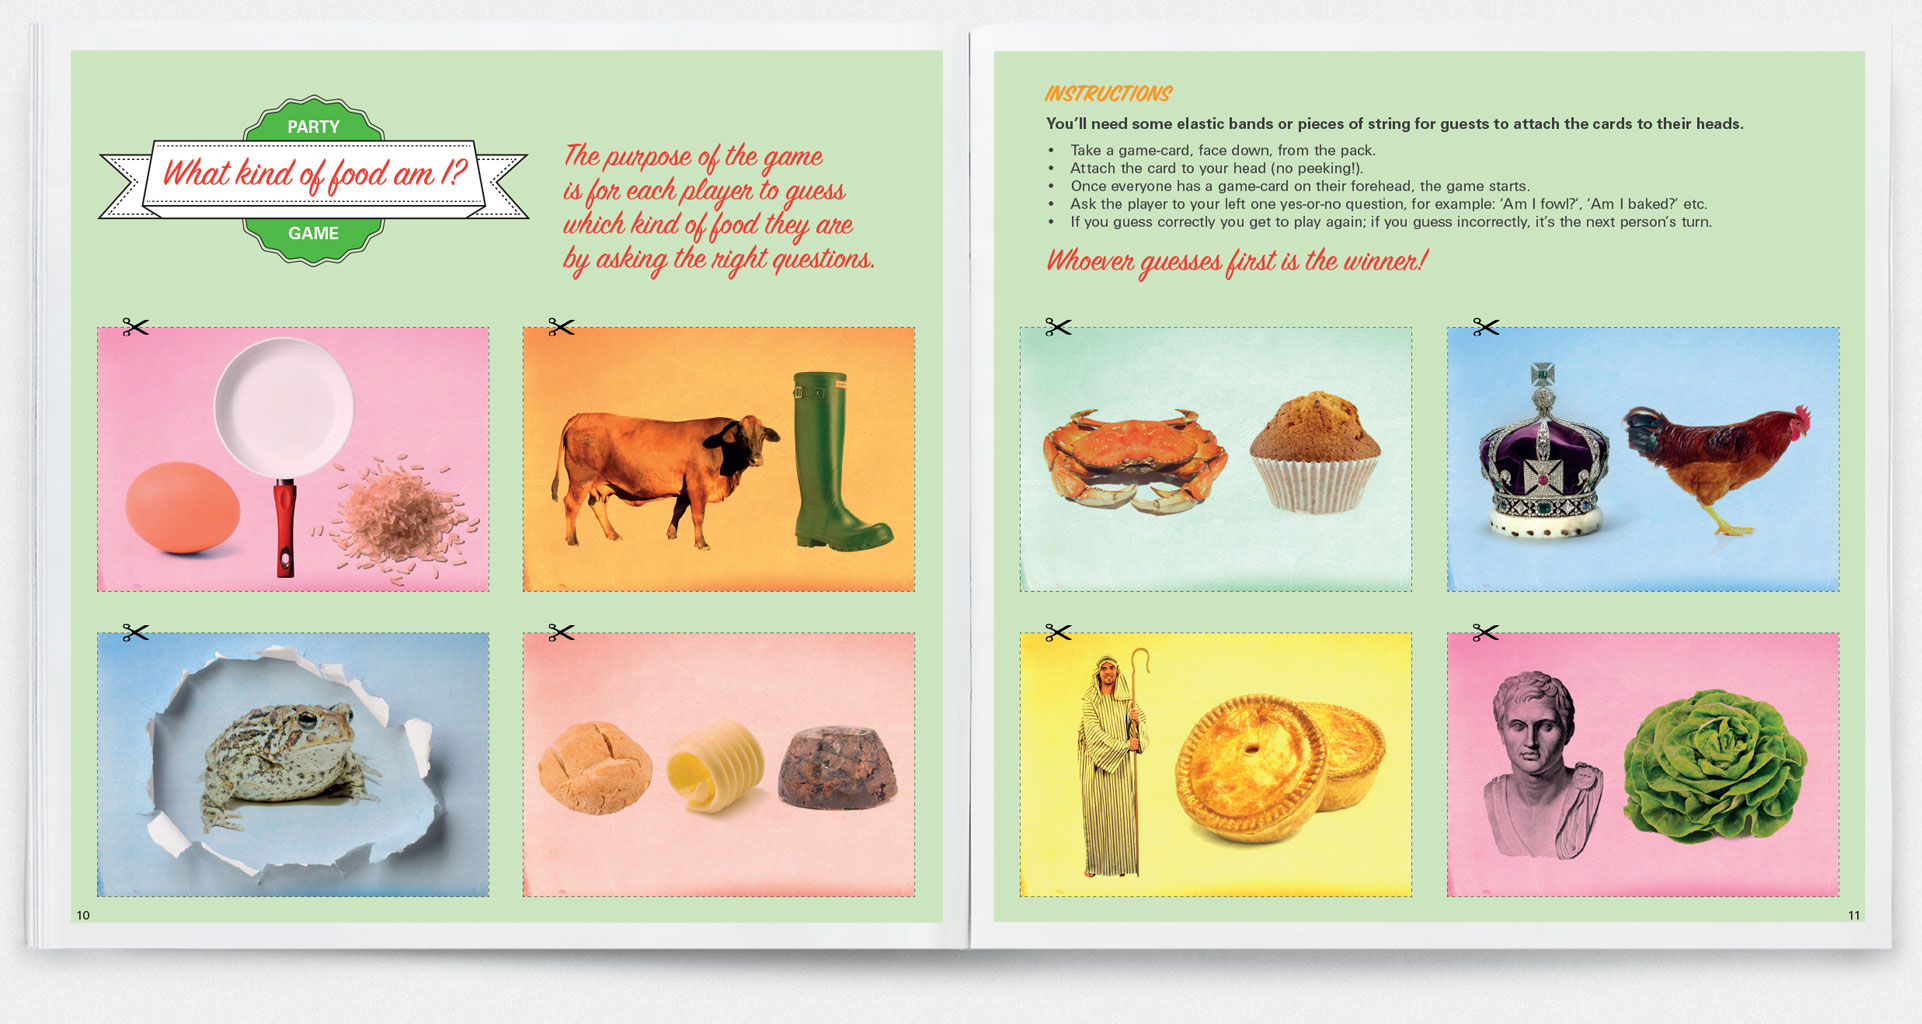 PARTY
What kind of food am I?
GAME
The purpose of the game
is for each player to guess
which kind of food they are
by asking the right questions.
10
INSTRUCTIONS
You’ll need some elastic bands or pieces of string for guests to attach the cards to their heads.
• Take a game-card, face down, from the pack.
• Attach the card to your head (no peeking!).
• Once everyone has a game-card on their forehead, the game starts.
• Ask the player to your left one yes-or-no question, for example: ‘Am I fowl?’, ‘Am I baked?’ etc.
• If you guess correctly you get to play again; if you guess incorrectly, it’s the next person’s turn.
Whoever guesses first is the winner!
11